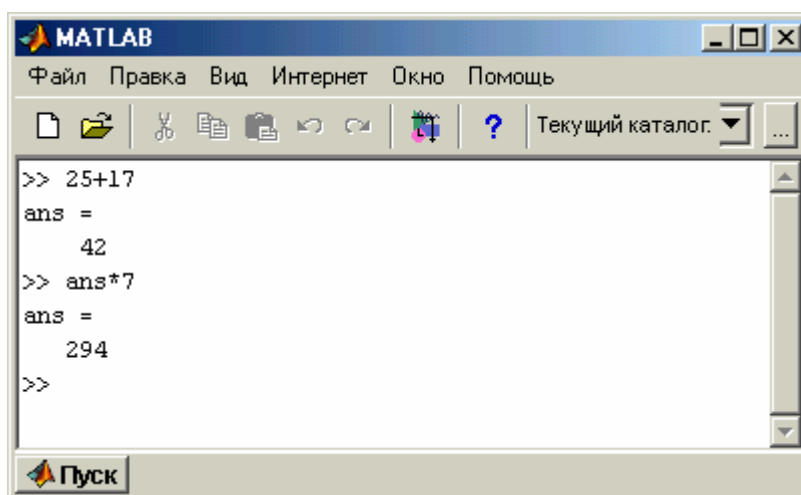 MATLAB
Файл Правка Вид Интернет Окно Помощь
? Текущий каталог: ...
>> 25+17
ans =
42
>> ans*7
ans =
294
>>
Пуск